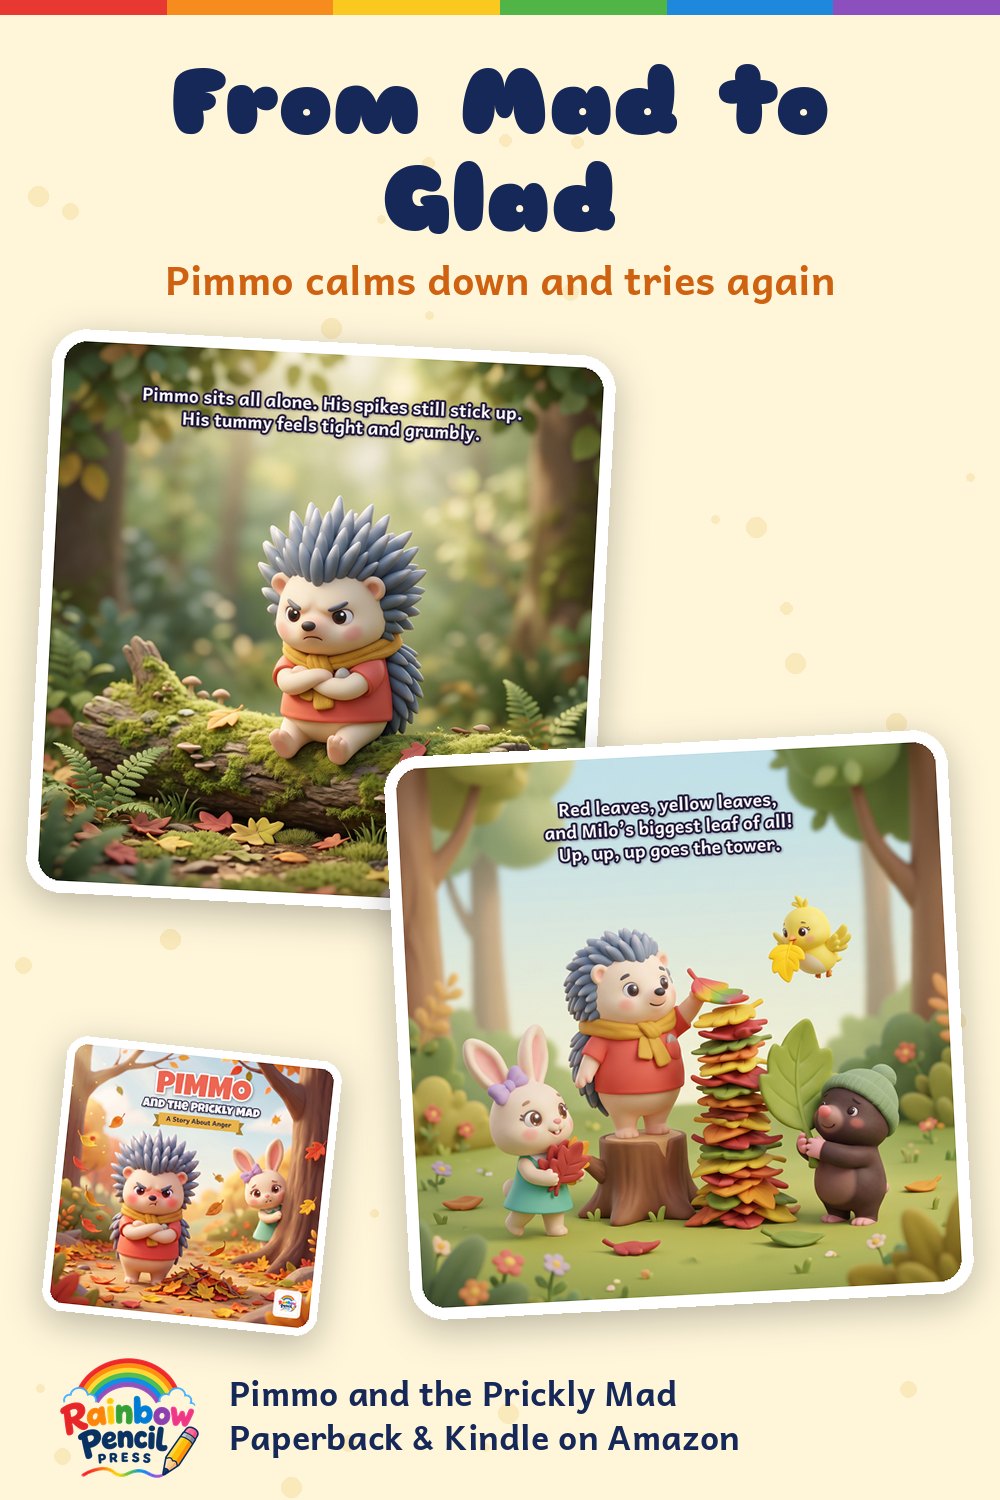 From Mad to
Glad
Pimmo calms down and tries again
Pimmo sits all alone. His spikes still stick up.
His tummy feels tight and grumbly.
Red leaves, yellow leaves,
and Milo's biggest leaf of all!
Up, up, up goes the tower.
PIMMO
AND THE PRICKLY MAD
A Story About Anger
Rainbow
Pencil
Rainbow
Pencil
PRESS
Pimmo and the Prickly Mad
Paperback & Kindle on Amazon